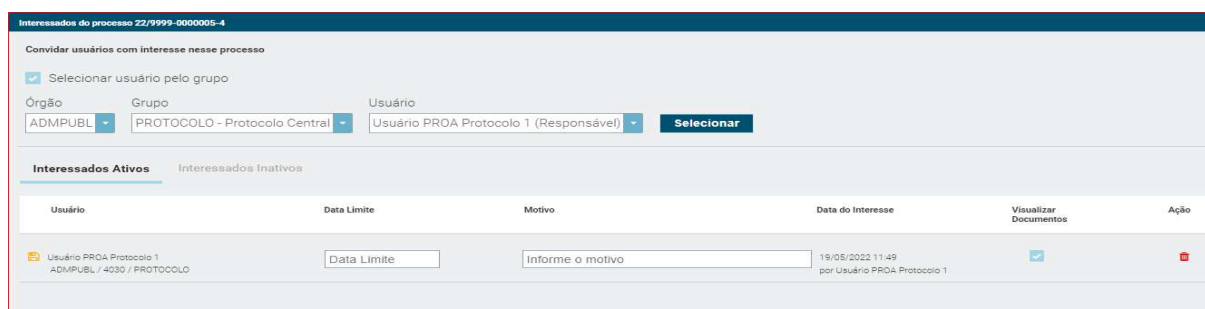 Interessados do processo 22/9999-0000005-4
Convidar usuários com interesse nesse processo
Selecionar usuário pelo grupo
Órgão Grupo Usuário
ADMPUBL PROTOCOLO - Protocolo Central Usuário PROA Protocolo 1 (Responsável) Selecionar
Interessados Ativos Interessados Inativos
Usuário Data Limite Motivo Data do Interesse Visualizar Documentos Ação
Usuário PROA Protocolo 1 Data Limite Informe o motivo 19/05/2022 11:49
ADMPUBL / 4030 / PROTOCOLO por Usuário PROA Protocolo 1